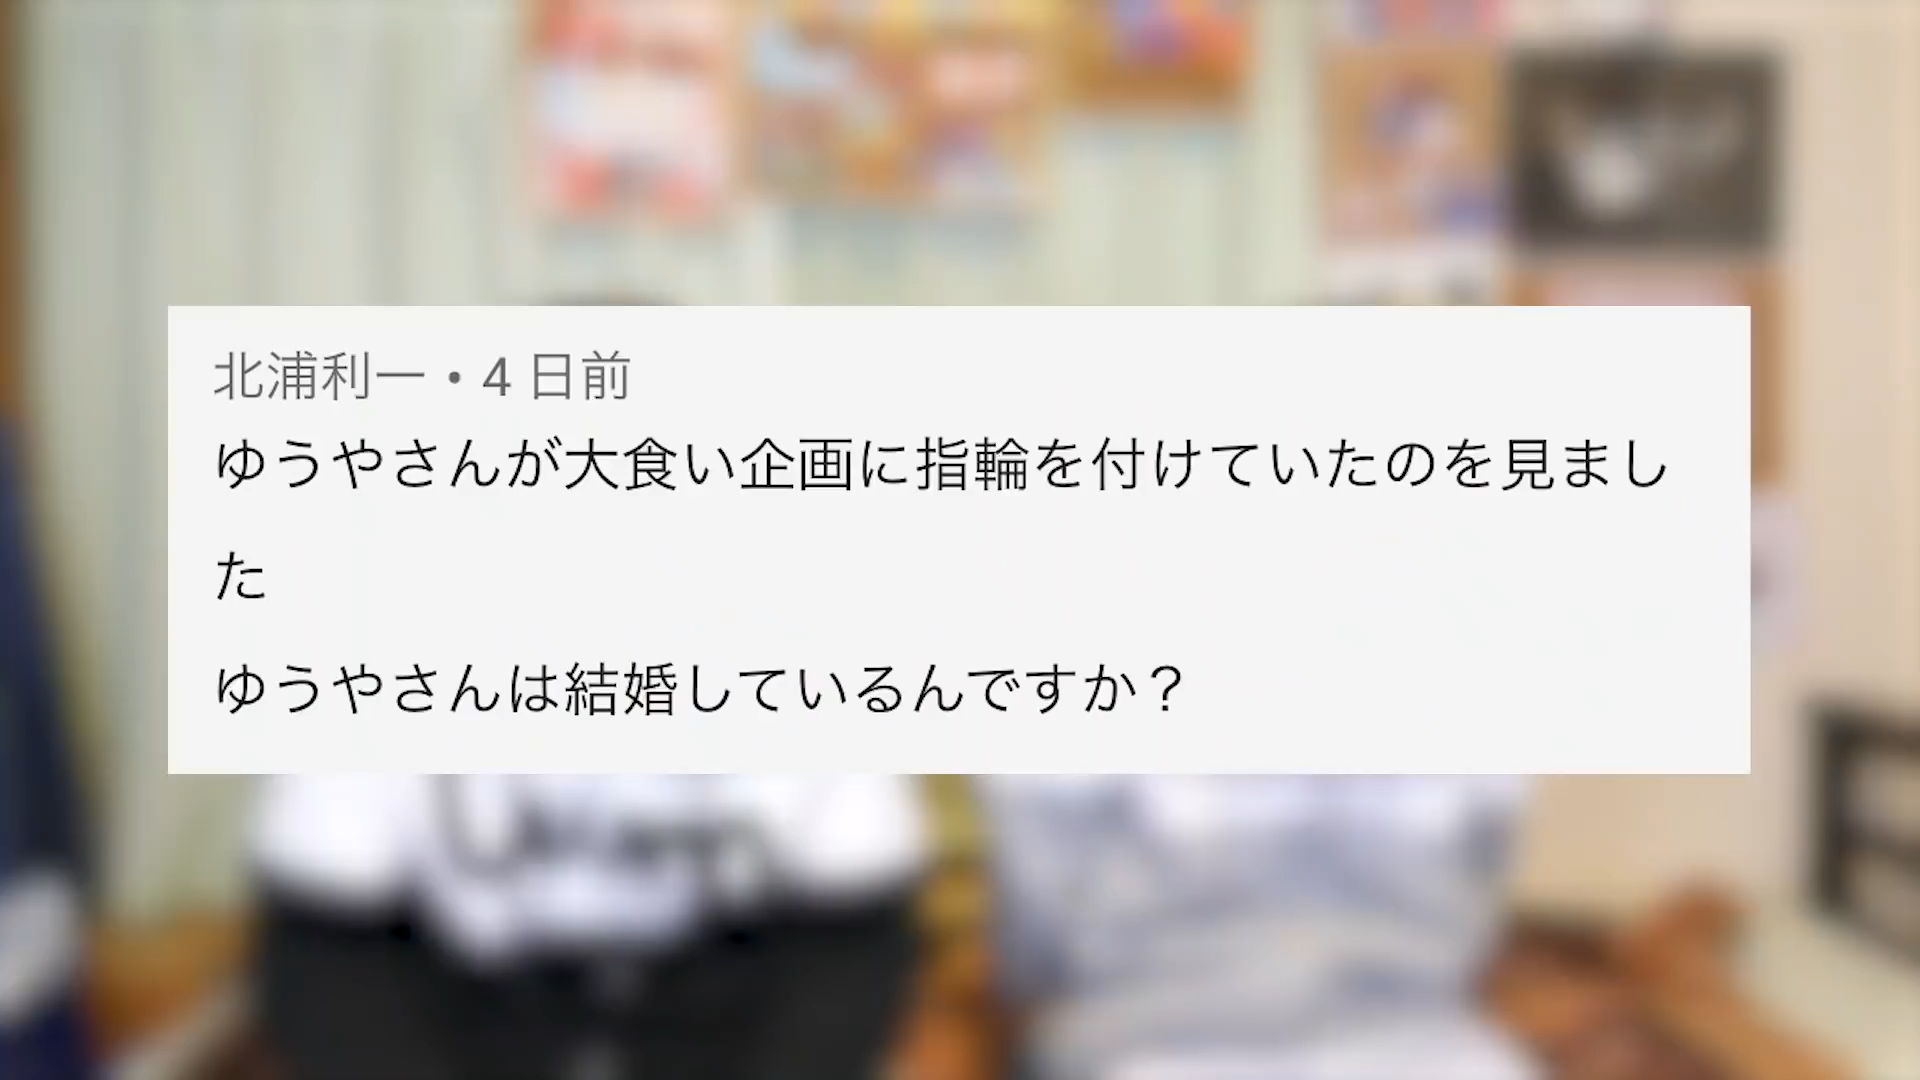 北浦利一・4 日前
ゆうやさんが大食い企画に指輪を付けていたのを見まし
た
ゆうやさんは結婚しているんですか？